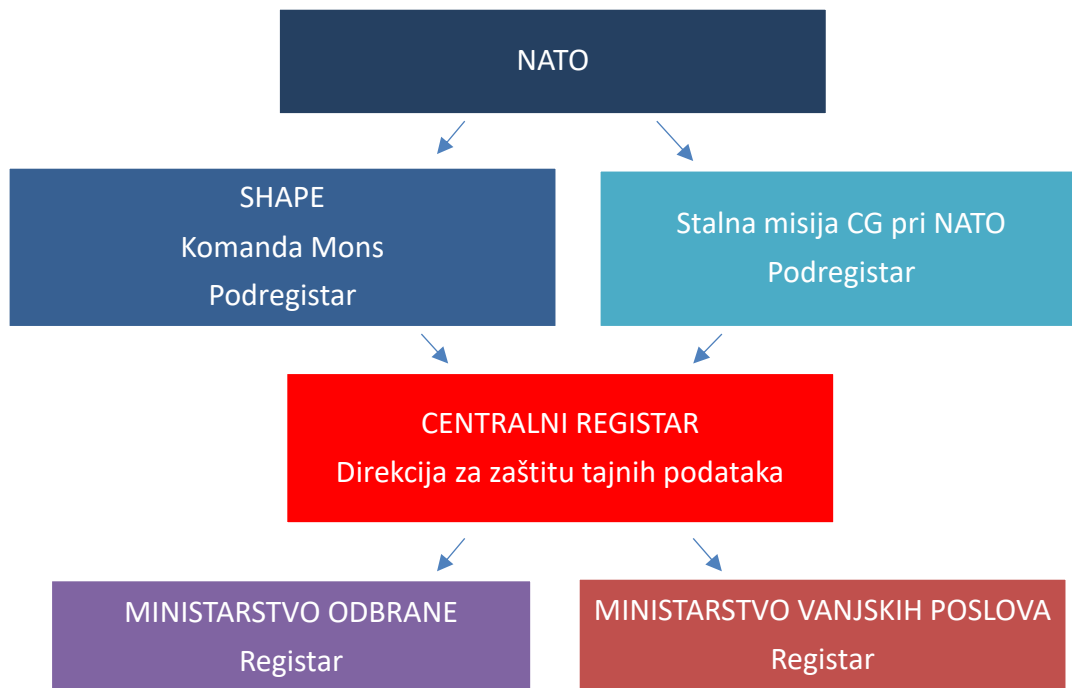 NATO
SHAPE
Komanda Mons
Podregistar
Stalna misija CG pri NATO
Podregistar
CENTRALNI REGISTAR
Direkcija za zaštitu tajnih podataka
MINISTARSTVO ODBRANE
Registar
MINISTARSTVO VANJSKIH POSLOVA
Registar